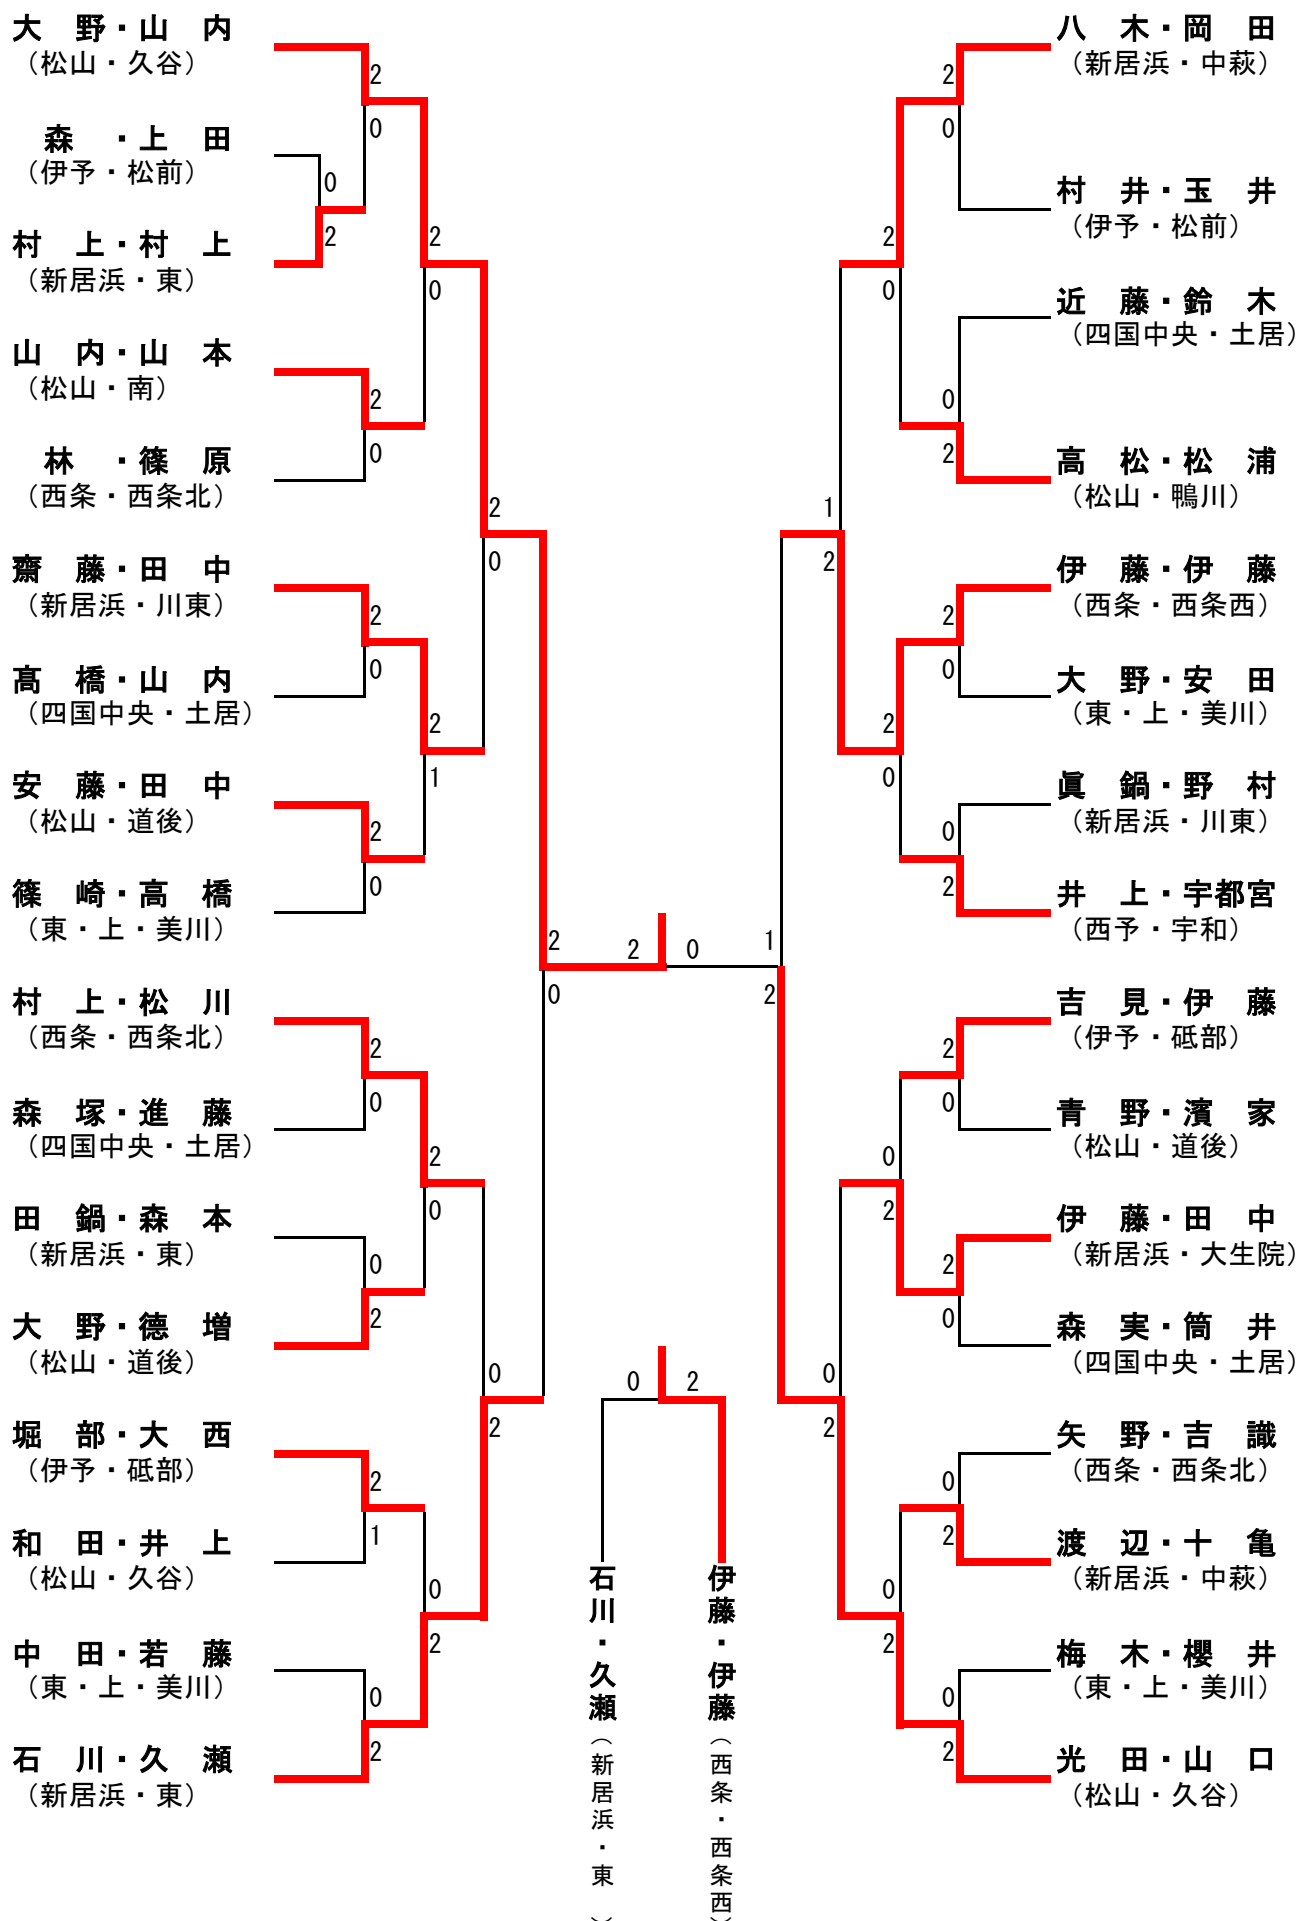 大　野・山　内
（松山・久谷）
2
0
森　・上　田
（伊予・松前）
0
2
村　上・村　上
（新居浜・東）
2
0
山　内・山　本
（松山・南）
2
0
林　・篠　原
（西条・西条北）
2
0
齋　藤・田　中
（新居浜・川東）
2
0
髙　橋・山　内
（四国中央・土居）
2
1
安　藤・田　中
（松山・道後）
2
0
篠　崎・高　橋
（東・上・美川）
2
0
村　上・松　川
（西条・西条北）
2
0
森　塚・進　藤
（四国中央・土居）
2
0
田　鍋・森　本
（新居浜・東）
0
2
大　野・德　増
（松山・道後）
0
2
堀　部・大　西
（伊予・砥部）
2
1
和　田・井　上
（松山・久谷）
0
2
中　田・若　藤
（東・上・美川）
0
2
石　川・久　瀬
（新居浜・東）
2
0
0
2
石川・久瀬（新居浜・東　）
伊藤・伊藤（西条・西条西）
八　木・岡　田
（新居浜・中萩）
2
0
村　井・玉　井
（伊予・松前）
2
0
近　藤・鈴　木
（四国中央・土居）
0
2
高　松・松　浦
（松山・鴨川）
1
2
伊　藤・伊　藤
（西条・西条西）
2
0
大　野・安　田
（東・上・美川）
2
0
眞　鍋・野　村
（新居浜・川東）
0
2
井　上・宇都宮
（西予・宇和）
1
2
吉　見・伊　藤
（伊予・砥部）
2
0
青　野・濱　家
（松山・道後）
0
2
伊　藤・田　中
（新居浜・大生院）
2
0
森　実・筒　井
（四国中央・土居）
0
2
矢　野・吉　識
（西条・西条北）
0
2
渡　辺・十　亀
（新居浜・中萩）
0
2
梅　木・櫻　井
（東・上・美川）
0
2
光　田・山　口
（松山・久谷）